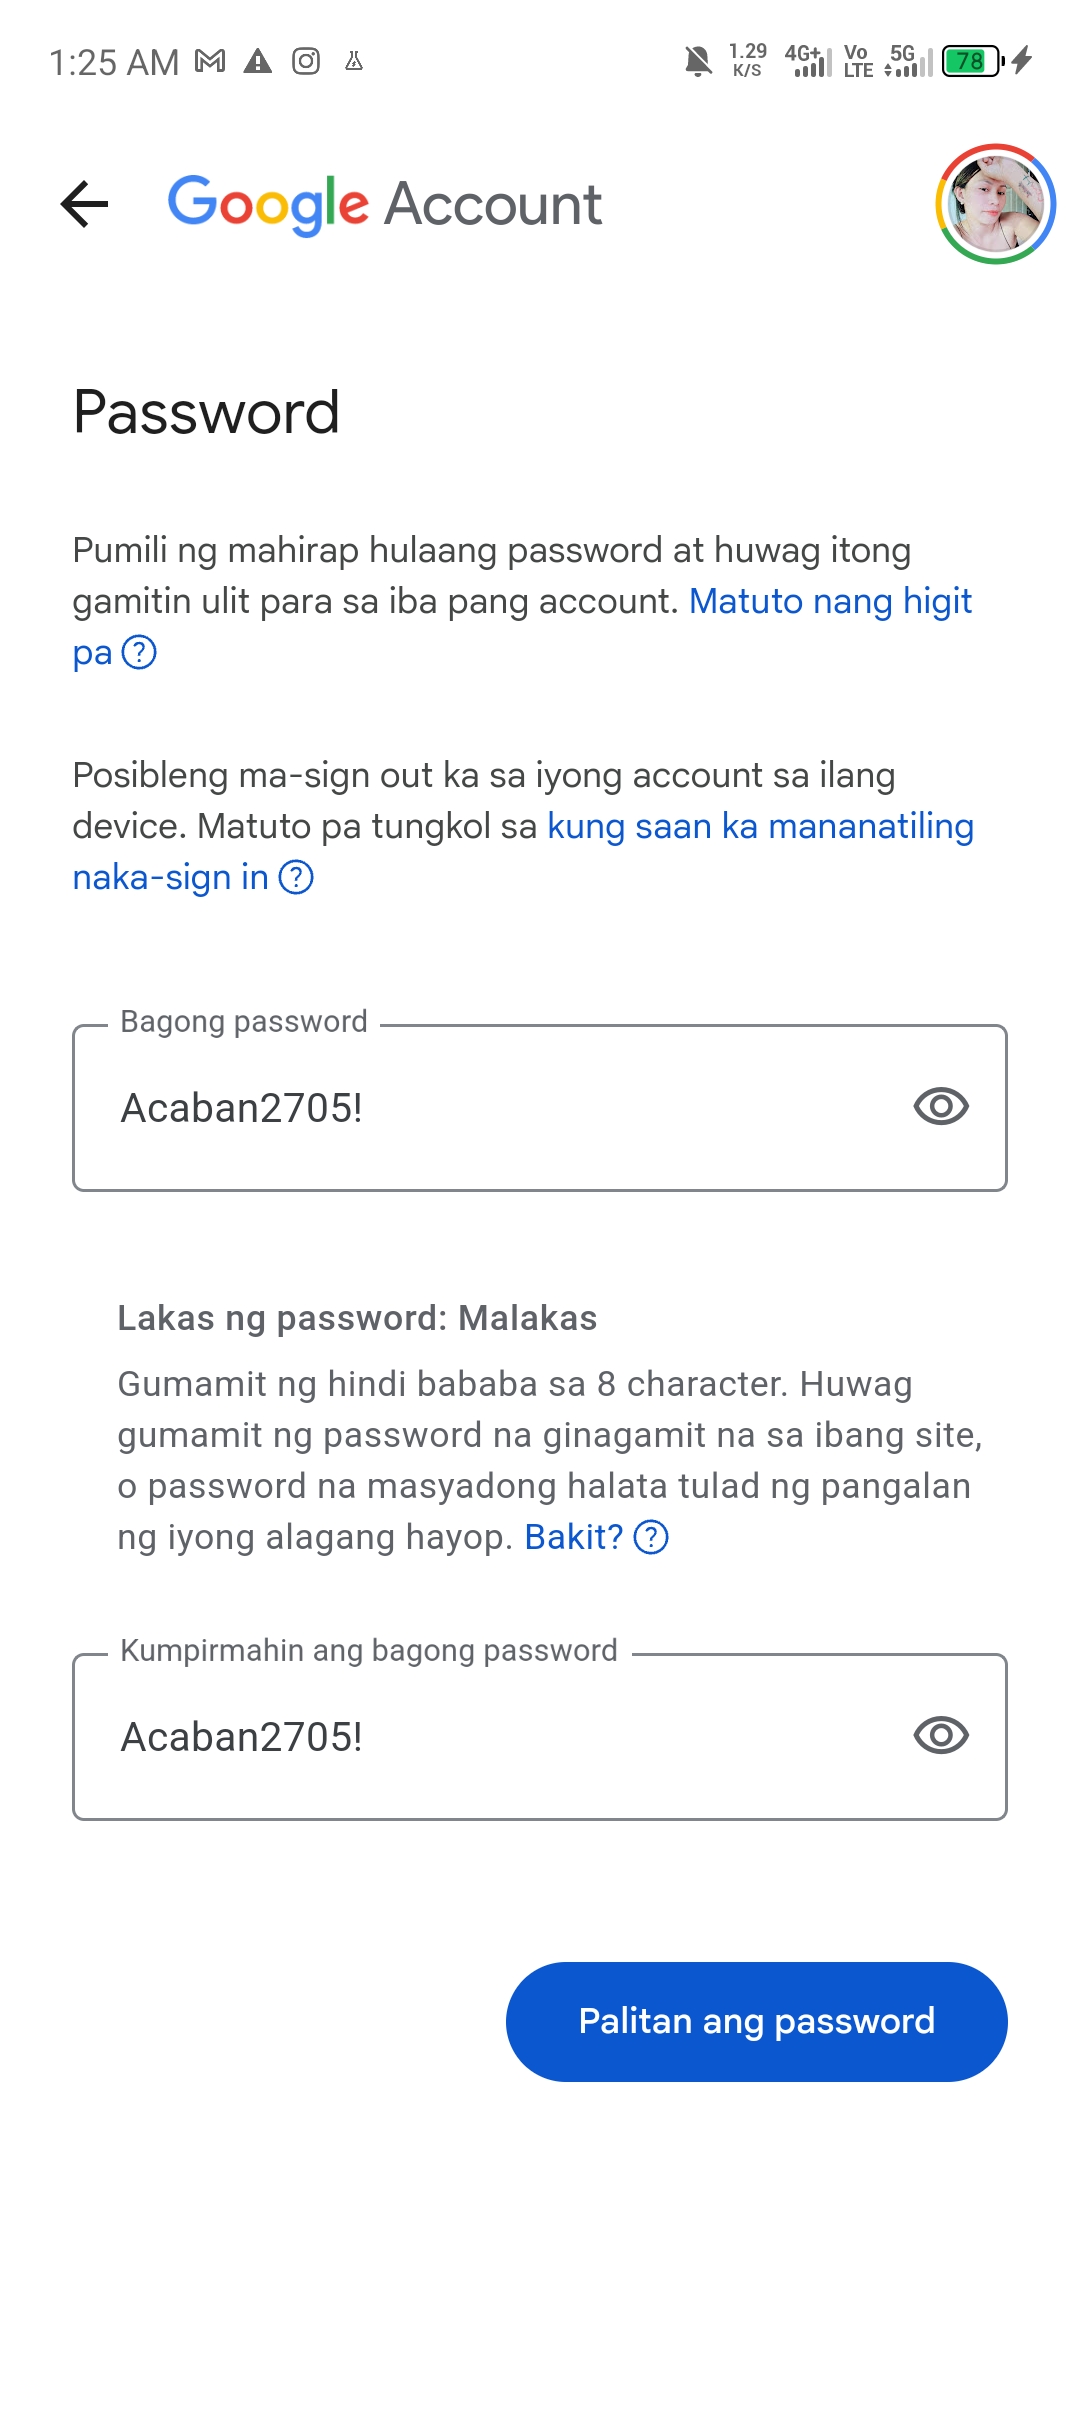 1:25 AM
1.29 K/S 4G+ Vo LTE 5G 78
Google Account
Password
Pumili ng mahirap hulaang password at huwag itong
gamitin ulit para sa iba pang account. Matuto nang higit
pa
Posibleng ma-sign out ka sa iyong account sa ilang
device. Matuto pa tungkol sa kung saan ka mananatiling
naka-sign in
Bagong password
Acaban2705!
Lakas ng password: Malakas
Gumamit ng hindi bababa sa 8 character. Huwag
gumamit ng password na ginagamit na sa ibang site,
o password na masyadong halata tulad ng pangalan
ng iyong alagang hayop. Bakit?
Kumpirmahin ang bagong password
Acaban2705!
Palitan ang password